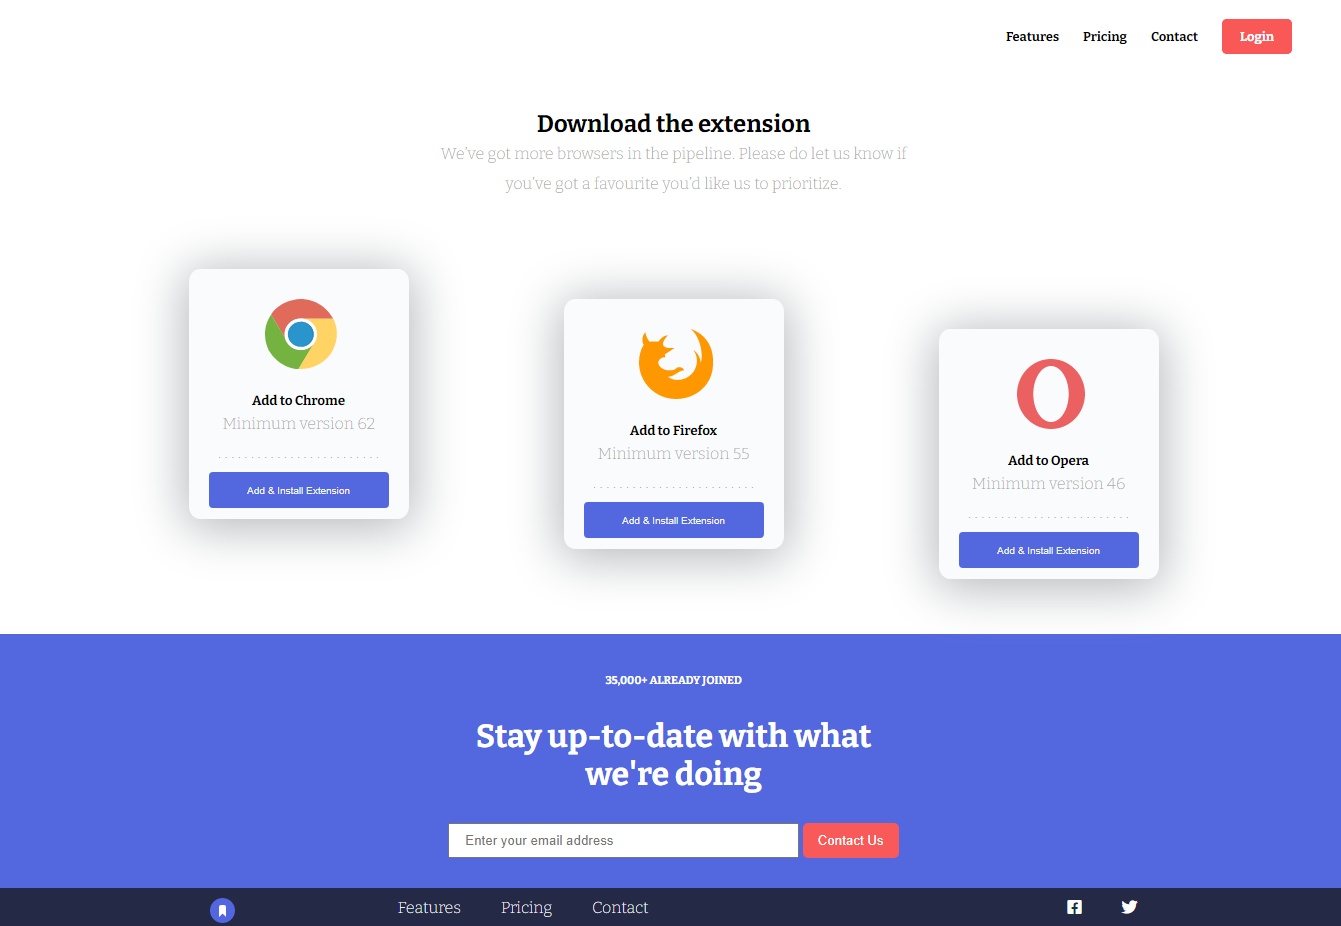 Features Pricing Contact Login
Download the extension
We've got more browsers in the pipeline. Please do let us know if
you've got a favourite you'd like us to prioritize.
Add to Chrome
Minimum version 62
Add & Install Extension
Add to Firefox
Minimum version 55
Add & Install Extension
Add to Opera
Minimum version 46
Add & Install Extension
35,000+ ALREADY JOINED
Stay up-to-date with what
we're doing
Enter your email address Contact Us
Features Pricing Contact